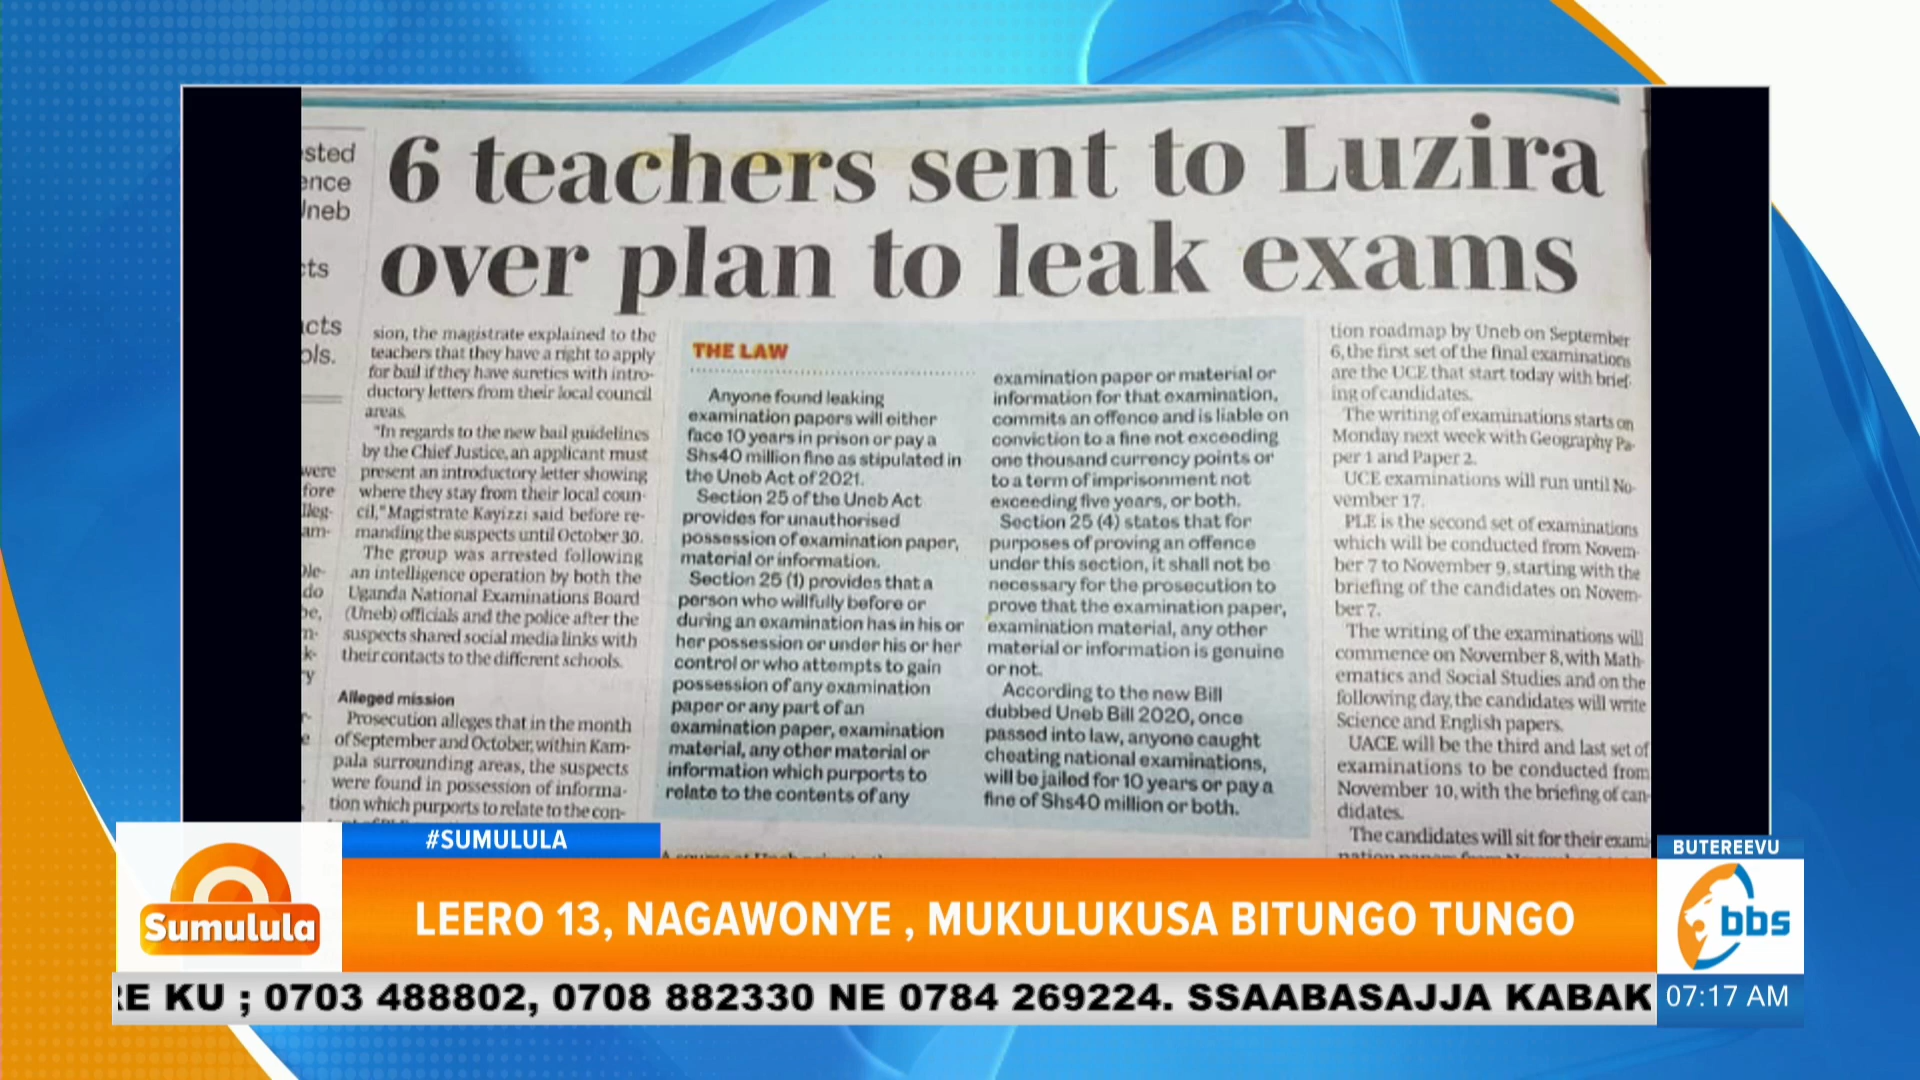 6 teachers sent to Luzira
over plan to leak exams
sted
ence
Uneb
cts
acts
ols.
were
fore
lleg-
am-
ple-
do
be,
n-
k-
ry
r-
e
sion, the magistrate explained to the
teachers that they have a right to apply
for bail if they have sureties with intro-
ductory letters from their local council
areas.
"In regards to the new bail guidelines
by the Chief Justice, an applicant must
present an introductory letter showing
where they stay from their local coun-
cil," Magistrate Kayizzi said before re-
manding the suspects until October 30.
The group was arrested following
an intelligence operation by both the
Uganda National Examinations Board
(Uneb) officials and the police after the
suspects shared social media links with
their contacts to the different schools.
Alleged mission
Prosecution alleges that in the month
of September and October, within Kam-
pala surrounding areas, the suspects
were found in possession of informa-
tion which purports to relate to the con-
THE LAW
Anyone found leaking
examination papers will either
face 10 years in prison or pay a
Shs40 million fine as stipulated in
the Uneb Act of 2021.
Section 25 of the Uneb Act
provides for unauthorised
possession of examination paper,
material or information.
Section 25 (1) provides that a
person who willfully before or
during an examination has in his or
her possession or under his or her
control or who attempts to gain
possession of any examination
paper or any part of an
examination paper, examination
material, any other material or
information which purports to
relate to the contents of any
examination paper or material or
information for that examination,
commits an offence and is liable on
conviction to a fine not exceeding
one thousand currency points or
to a term of imprisonment not
exceeding five years, or both.
Section 25 (4) states that for
purposes of proving an offence
under this section, it shall not be
necessary for the prosecution to
prove that the examination paper,
examination material, any other
material or information is genuine
or not.
According to the new Bill
dubbed Uneb Bill 2020, once
passed into law, anyone caught
cheating national examinations,
will be jailed for 10 years or pay a
fine of Shs40 million or both.
tion roadmap by Uneb on September
6, the first set of the final examinations
are the UCE that start today with brief-
ing of candidates.
The writing of examinations starts on
Monday next week with Geography Pa-
per 1 and Paper 2.
UCE examinations will run until No-
vember 17.
PLE is the second set of examinations
which will be conducted from Novem-
ber 7 to November 9, starting with the
briefing of the candidates on Novem-
ber 7.
The writing of the examinations will
commence on November 8, with Math-
ematics and Social Studies and on the
following day, the candidates will write
Science and English papers.
UACE will be the third and last set of
examinations to be conducted from
November 10, with the briefing of can-
didates.
The candidates will sit for their exami-
#SUMULULA
BUTEREEVU
Sumulula
LEERO 13, NAGAWONYE , MUKULUKUSA BITUNGO TUNGO
bbs
RE KU ; 0703 488802, 0708 882330 NE 0784 269224. SSAABASAJJA KABAK
07:17 AM